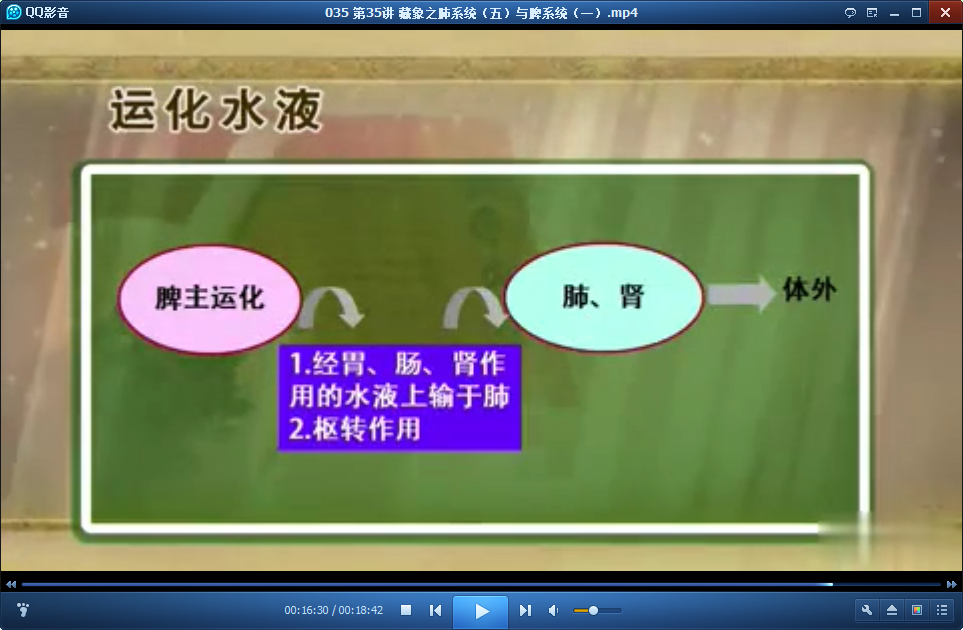 QQ影音
035 第35讲 藏象之肺系统（五）与脾系统（一）.mp4
运化水液
脾主运化
肺、肾
体外
1.经胃、肠、肾作
用的水液上输于肺
2.枢转作用
00:16:30 / 00:18:42